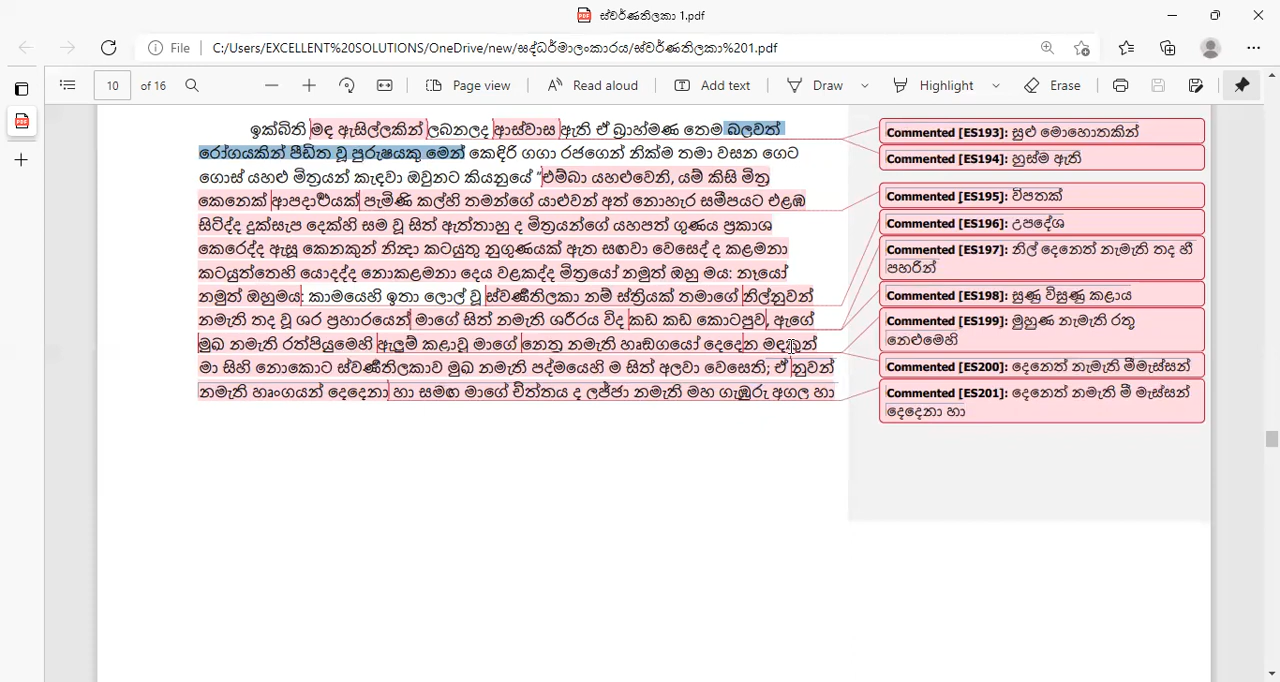 ස්වර්ණතිලකා 1.pdf
File C:/Users/EXCELLENT%20SOLUTIONS/OneDrive/new/සද්ධර්මාලංකාරය/ස්වර්ණතිලකා%201.pdf
10 of 16 Page view Read aloud Add text Draw Highlight Erase
ඉක්බිති මඳ ඇසිල්ලකින් ලබනලද ආස්වාස ඇති ඒ බ්‍රාහ්මණ තෙම බලවත්
රෝගයකින් පීඩිත වූ පුරුෂයකු මෙන් කෙදිරි ගගා රජගෙන් නික්ම තමා වසන ගෙට
ගොස් යහළු මිත්‍රයන් කැඳවා ඔවුනට කියනුයේ “එම්බා යහළුවෙනි, යම් කිසි මිත්‍ර
කෙනෙක් ආපදාර්ථයක් පැමිණි කල්හි තමන්ගේ යාළුවන් අත් නොහැර සමීපයට එළඹ
සිටිද්ද දුක්සැප දෙක්හි සම වූ සිත් ඇත්තාහු ද මිත්‍රයන්ගේ යහපත් ගුණය ප්‍රකාශ
කෙරෙද්ද ඇසූ කෙනකුන් නින්දා කටයුතු නුගුණයක් ඇත සඟවා වෙසෙද් ද කළමනා
කටයුත්තෙහි යොදද්ද නොකළමනා දෙය වළකද්ද මිත්‍රයෝ නමුත් ඔහු මය: නෑයෝ
නමුත් ඔහුමය: කාමයෙහි ඉතා ලොල් වූ ස්වර්ණතිලකා නම් ස්ත්‍රියක් තමාගේ නිල්නුවන්
නමැති තද වූ ශර ප්‍රහාරයෙන් මාගේ සිත් නමැති ශරීරය විද කඩ කඩ කොටපුව, ඇගේ
මුඛ නමැති රත්පියුමෙහි ඇලුම් කළාවූ මාගේ නෙත්‍ර නමැති භෘඞගයෝ දෙදෙන මඳකුන්
මා සිහි නොකොට ස්වර්ණතිලකාව මුඛ නමැති පද්මයෙහි ම සිත් අලවා වෙසෙති; ඒ නුවන්
නමැති භෘංගයන් දෙදෙනා හා සමඟ මාගේ චිත්තය ද ලජ්ජා නමැති මහ ගැඹුරු අගල හා
Commented [ES193]: සුළු මොහොතකින්
Commented [ES194]: හුස්ම ඇති
Commented [ES195]: විපතක්
Commented [ES196]: උපදේශ
Commented [ES197]: නිල් දෙනෙත් නැමැති තද හී
පහරින්
Commented [ES198]: සුණු විසුණු කළාය
Commented [ES199]: මුහුණ නැමැති රතු
නෙළුමෙහි
Commented [ES200]: දෙනෙත් නැමැති මීමැස්සන්
Commented [ES201]: දෙනෙත් නමැති මී මැස්සන්
දෙදෙනා හා